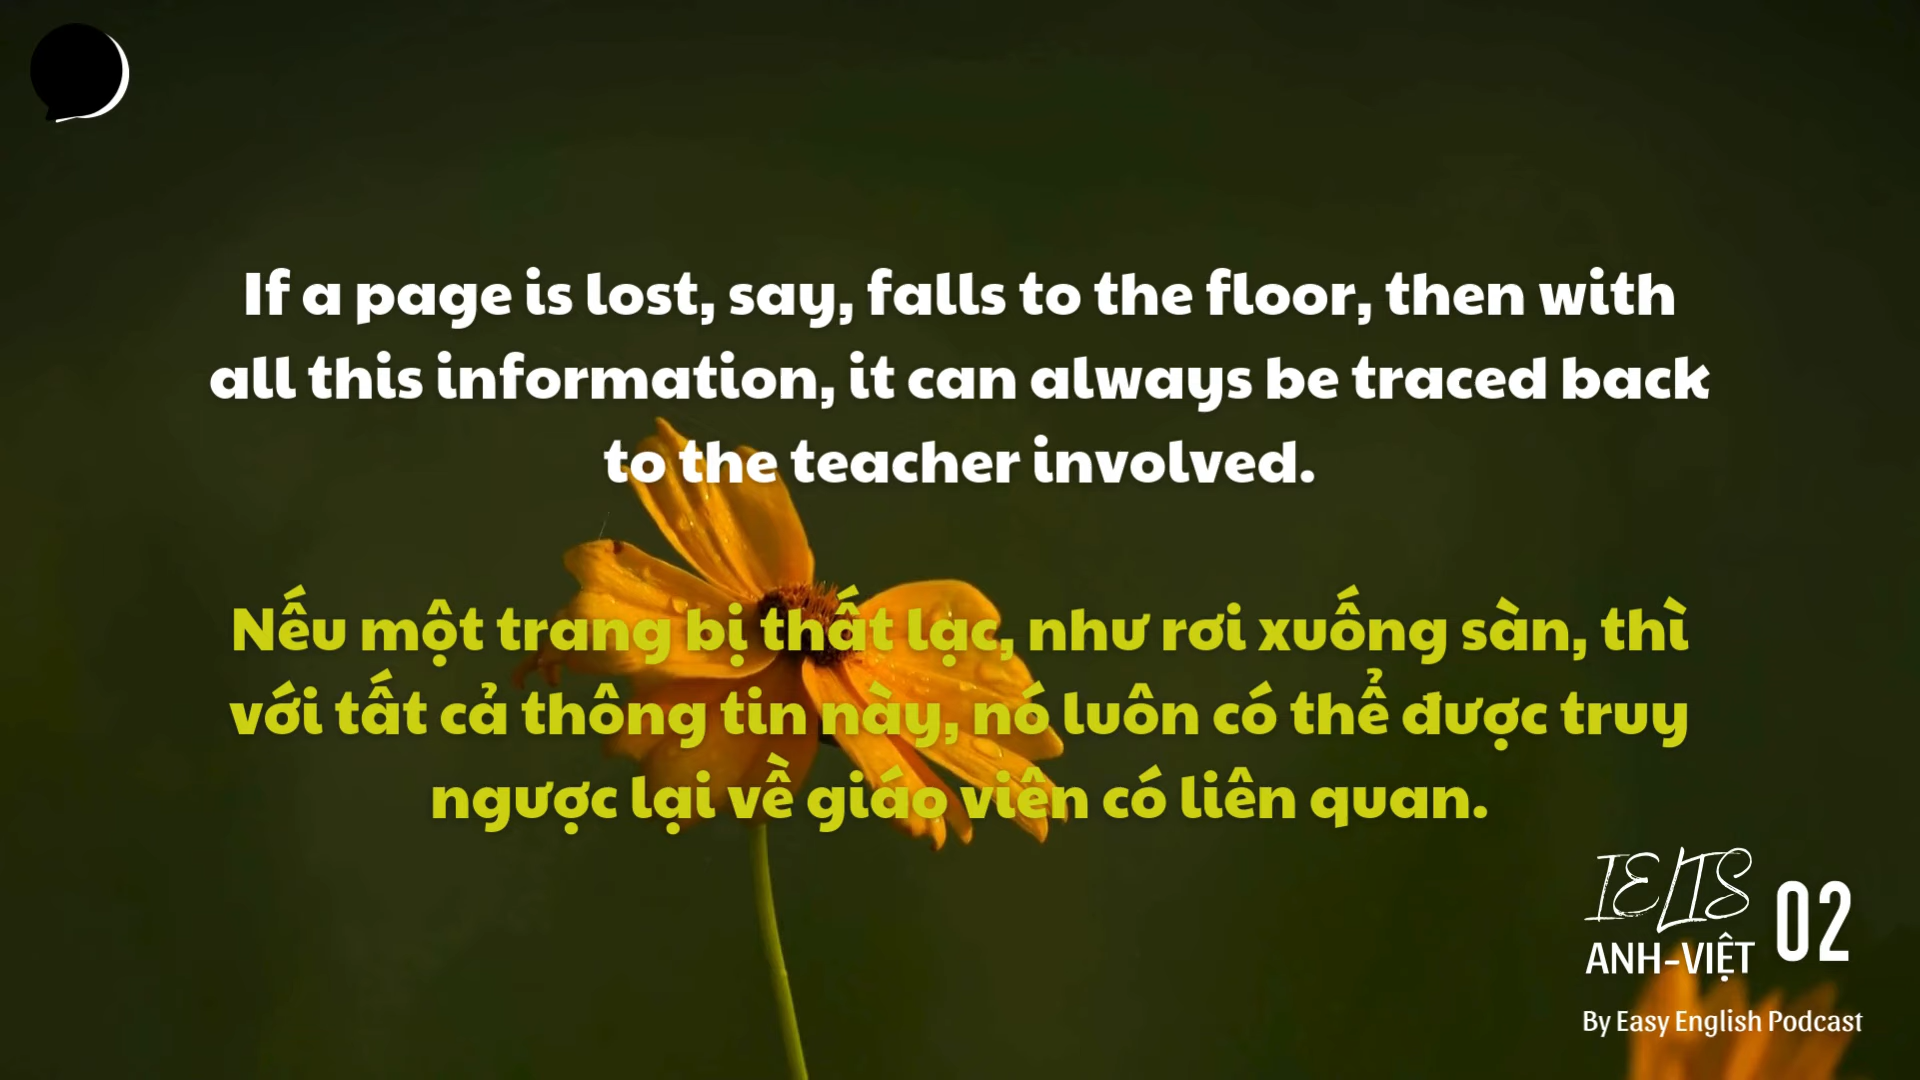 If a page is lost, say, falls to the floor, then with
all this information, it can always be traced back
to the teacher involved.
Nếu một trang bị thất lạc, như rơi xuống sàn, thì
với tất cả thông tin này, nó luôn có thể được truy
ngược lại về giáo viên có liên quan.
IELTS
ANH-VIỆT 02
By Easy English Podcast